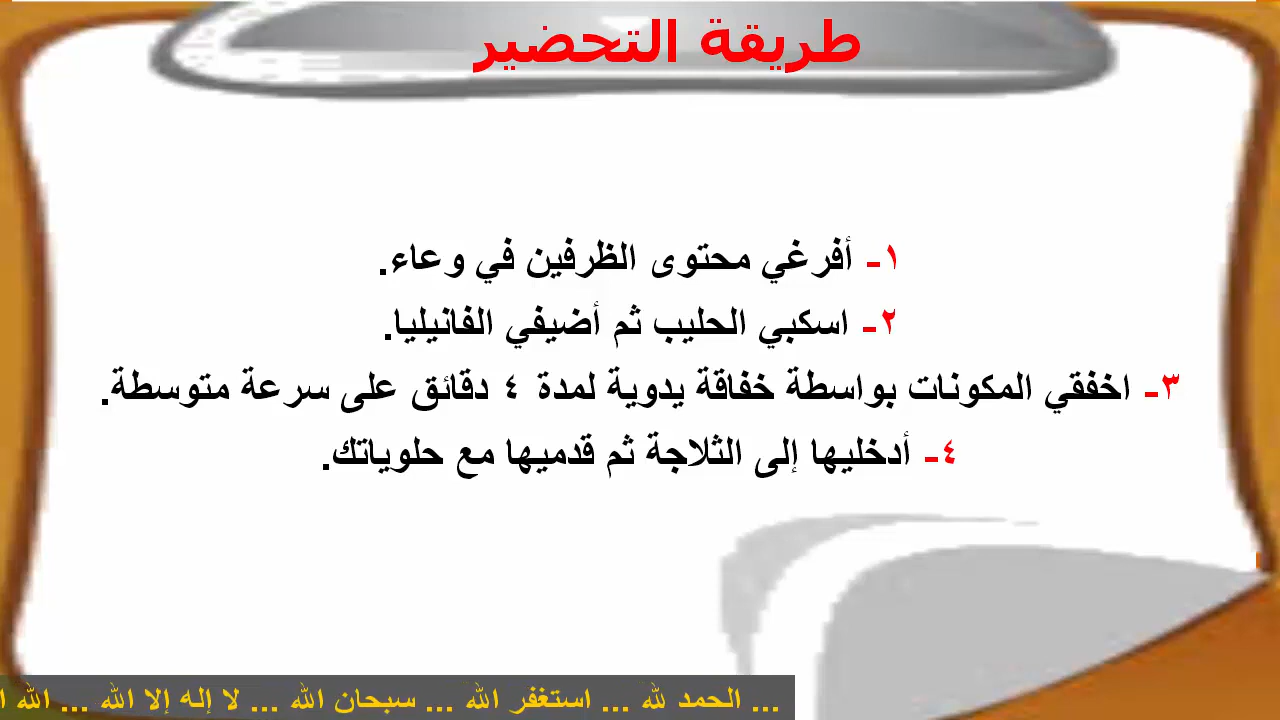 طريقة التحضير
١- أفرغي محتوى الظرفين في وعاء.
٢- اسكبي الحليب ثم أضيفي الفانيليا.
٣- اخفقي المكونات بواسطة خفاقة يدوية لمدة ٤ دقائق على سرعة متوسطة.
٤- أدخليها إلى الثلاجة ثم قدميها مع حلوياتك.
... الحمد لله ... استغفر الله ... سبحان الله ... لا إله إلا الله ... الله ا